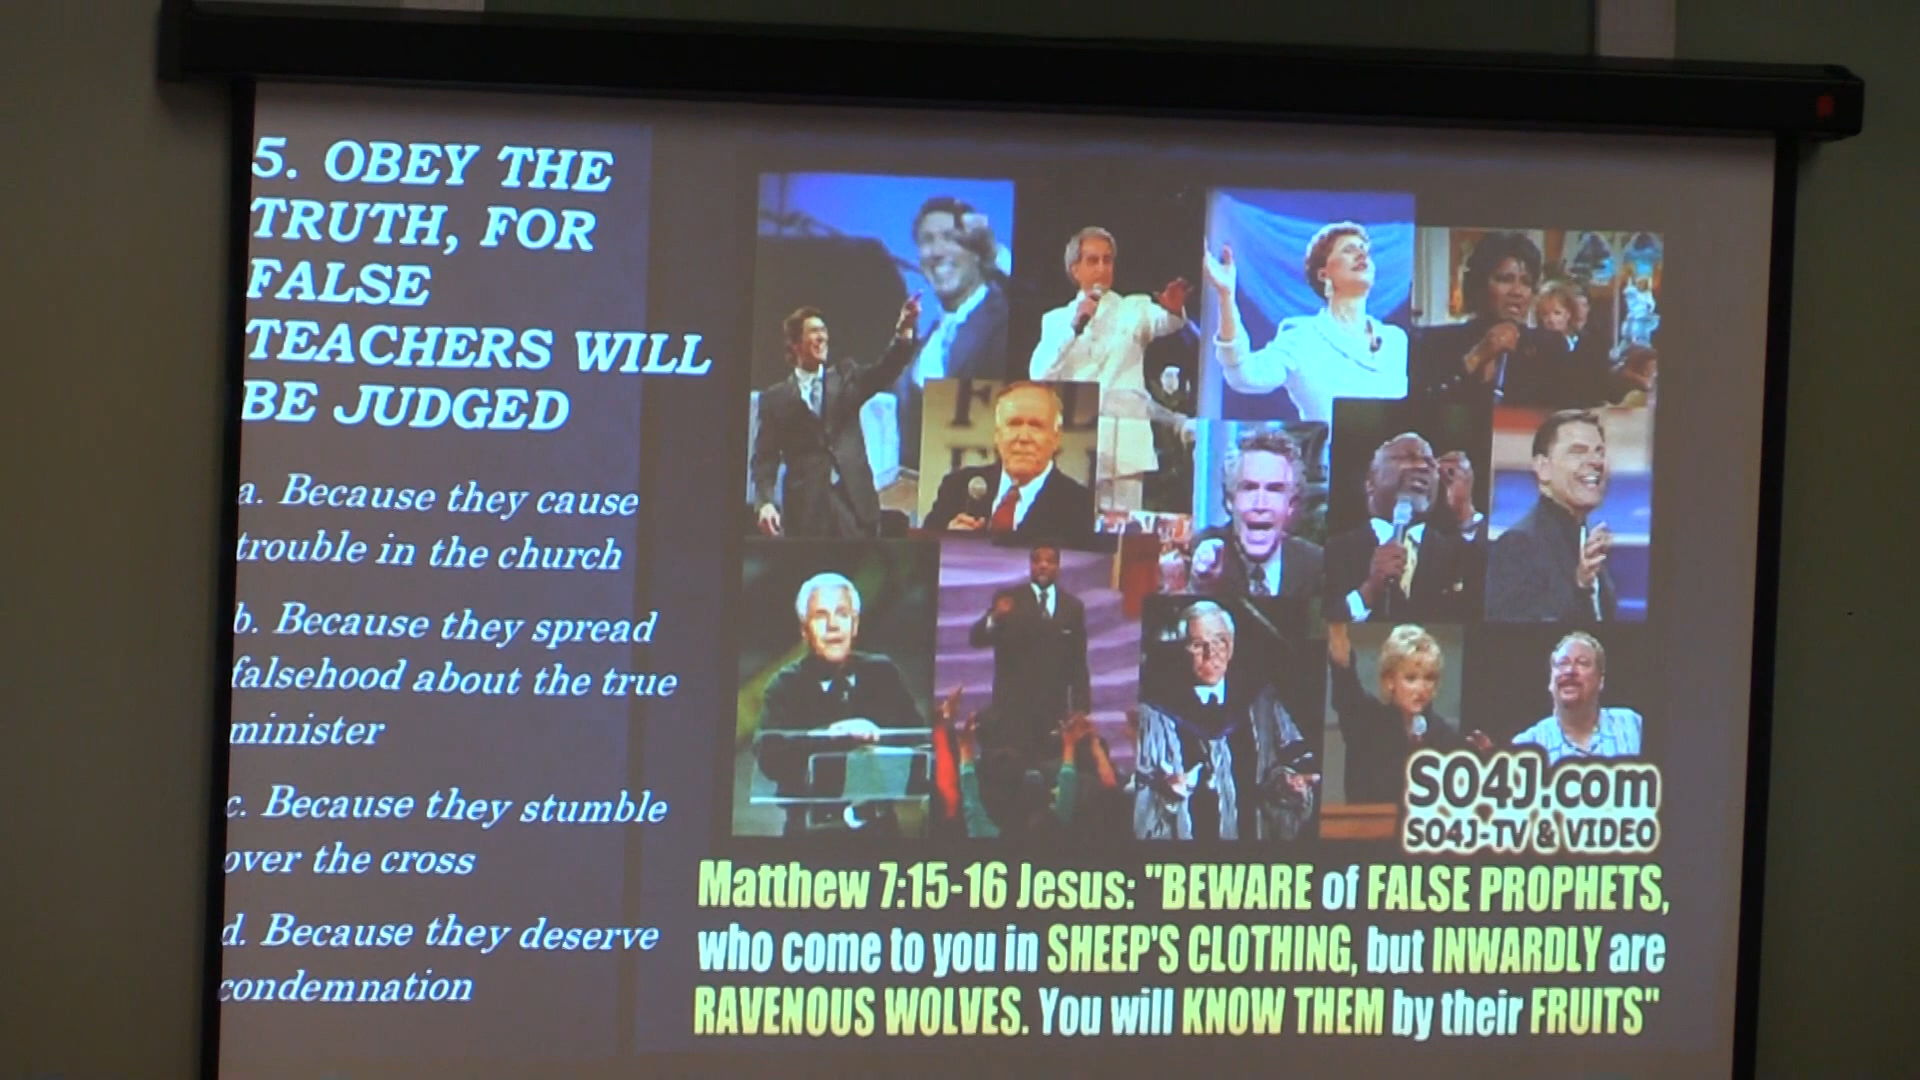 5. OBEY THE
TRUTH, FOR
FALSE
TEACHERS WILL
BE JUDGED
a. Because they cause
trouble in the church
b. Because they spread
falsehood about the true
minister
c. Because they stumble
over the cross
d. Because they deserve
condemnation
SO4J.com
SO4J-TV & VIDEO
Matthew 7:15-16 Jesus: "BEWARE of FALSE PROPHETS,
who come to you in SHEEP'S CLOTHING, but INWARDLY are
RAVENOUS WOLVES. You will KNOW THEM by their FRUITS"